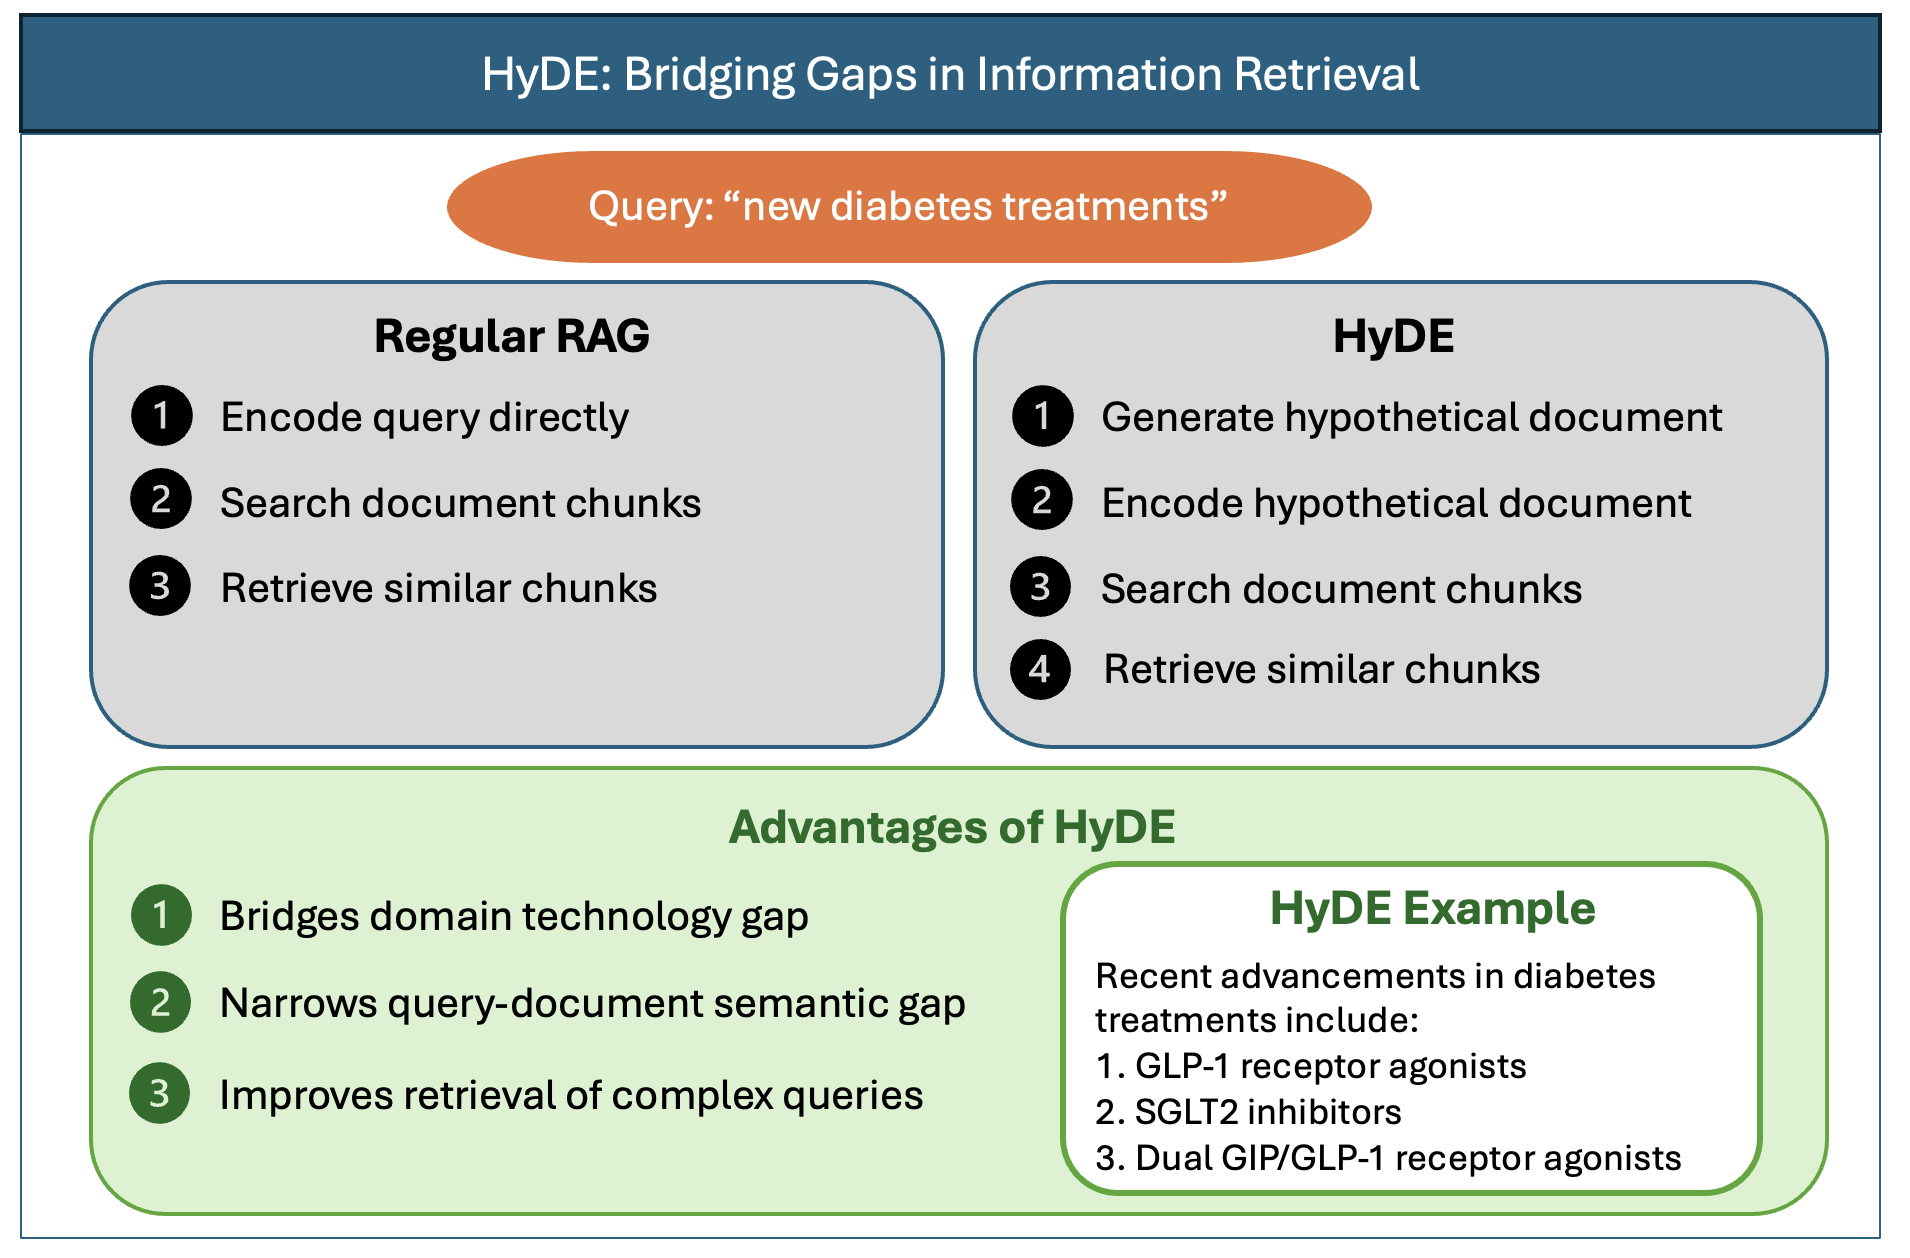 HyDE: Bridging Gaps in Information Retrieval
Query: “new diabetes treatments”
Regular RAG
1 Encode query directly
2 Search document chunks
3 Retrieve similar chunks
HyDE
1 Generate hypothetical document
2 Encode hypothetical document
3 Search document chunks
4 Retrieve similar chunks
Advantages of HyDE
1 Bridges domain technology gap
2 Narrows query-document semantic gap
3 Improves retrieval of complex queries
HyDE Example
Recent advancements in diabetes
treatments include:
1. GLP-1 receptor agonists
2. SGLT2 inhibitors
3. Dual GIP/GLP-1 receptor agonists